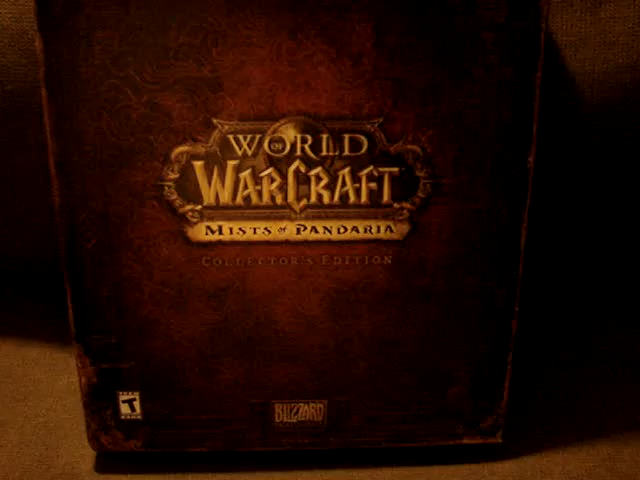 WORLD
OF
WARCRAFT
MISTS of PANDARIA
COLLECTOR'S EDITION
T
BLIZZARD